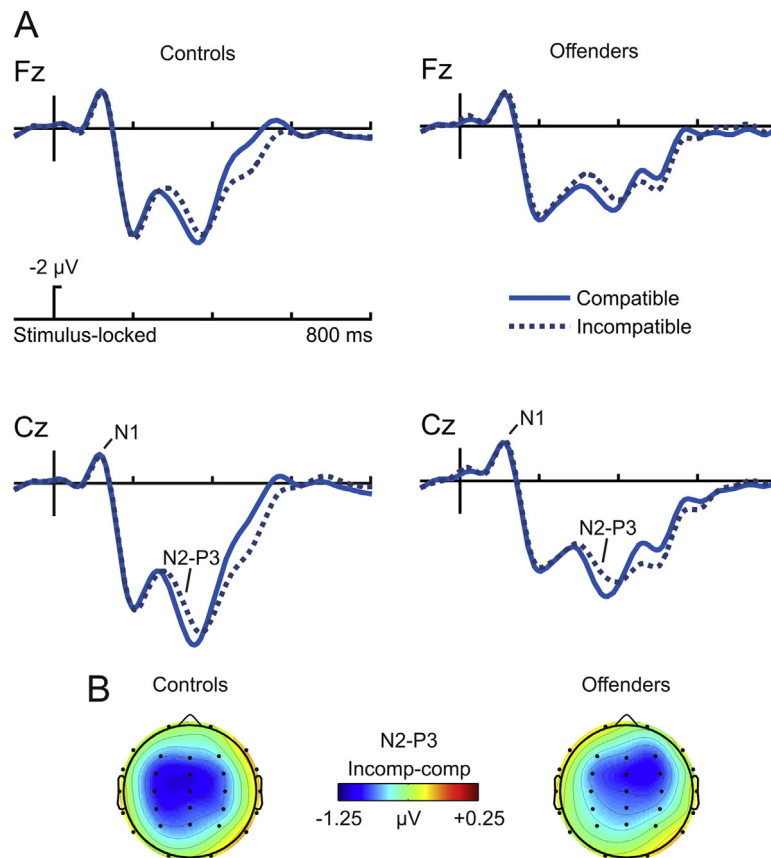 A
Controls
Offenders
Fz
Fz
-2 µV
Stimulus-locked
800 ms
Compatible
Incompatible
Cz
Cz
N1
N1
N2-P3
N2-P3
B
Controls
Offenders
N2-P3
Incomp-comp
-1.25 µV +0.25